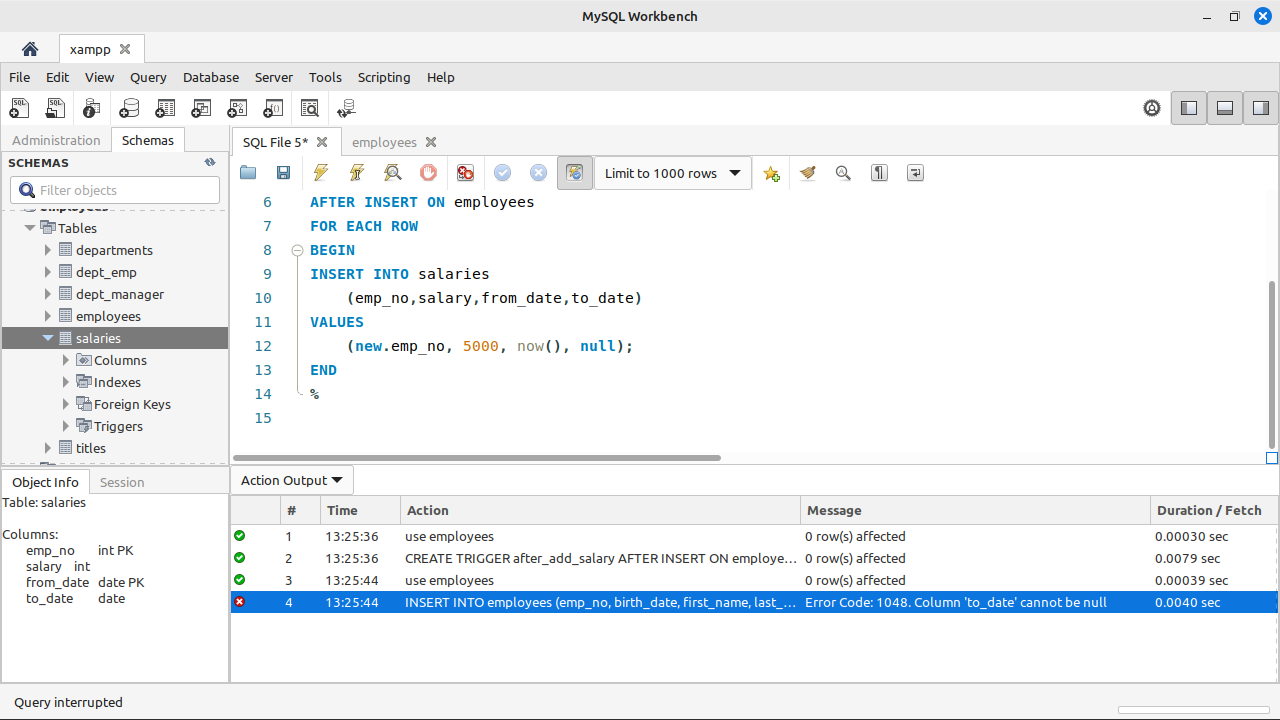 MySQL Workbench
xampp
File Edit View Query Database Server Tools Scripting Help
Administration Schemas
SCHEMAS
Filter objects
employees
Tables
departments
dept_emp
dept_manager
employees
salaries
Columns
Indexes
Foreign Keys
Triggers
titles
SQL File 5* employees
Limit to 1000 rows
6 AFTER INSERT ON employees
7 FOR EACH ROW
8 BEGIN
9 INSERT INTO salaries
10 (emp_no,salary,from_date,to_date)
11 VALUES
12 (new.emp_no, 5000, now(), null);
13 END
14 %
15
Object Info Session
Table: salaries
Columns:
emp_no int PK
salary int
from_date date PK
to_date date
Action Output
# Time Action Message Duration / Fetch
1 13:25:36 use employees 0 row(s) affected 0.00030 sec
2 13:25:36 CREATE TRIGGER after_add_salary AFTER INSERT ON employe… 0 row(s) affected 0.0079 sec
3 13:25:44 use employees 0 row(s) affected 0.00039 sec
4 13:25:44 INSERT INTO employees (emp_no, birth_date, first_name, last_… Error Code: 1048. Column 'to_date' cannot be null 0.0040 sec
Query interrupted